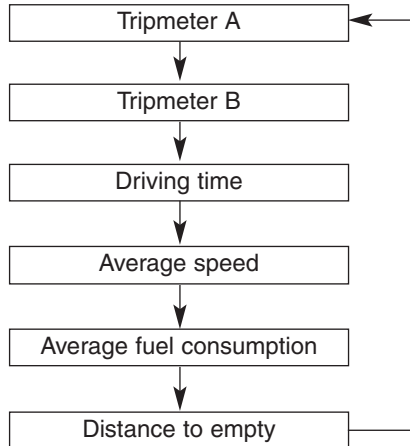 Tripmeter A
Tripmeter B
Driving time
Average speed
Average fuel consumption
Distance to empty